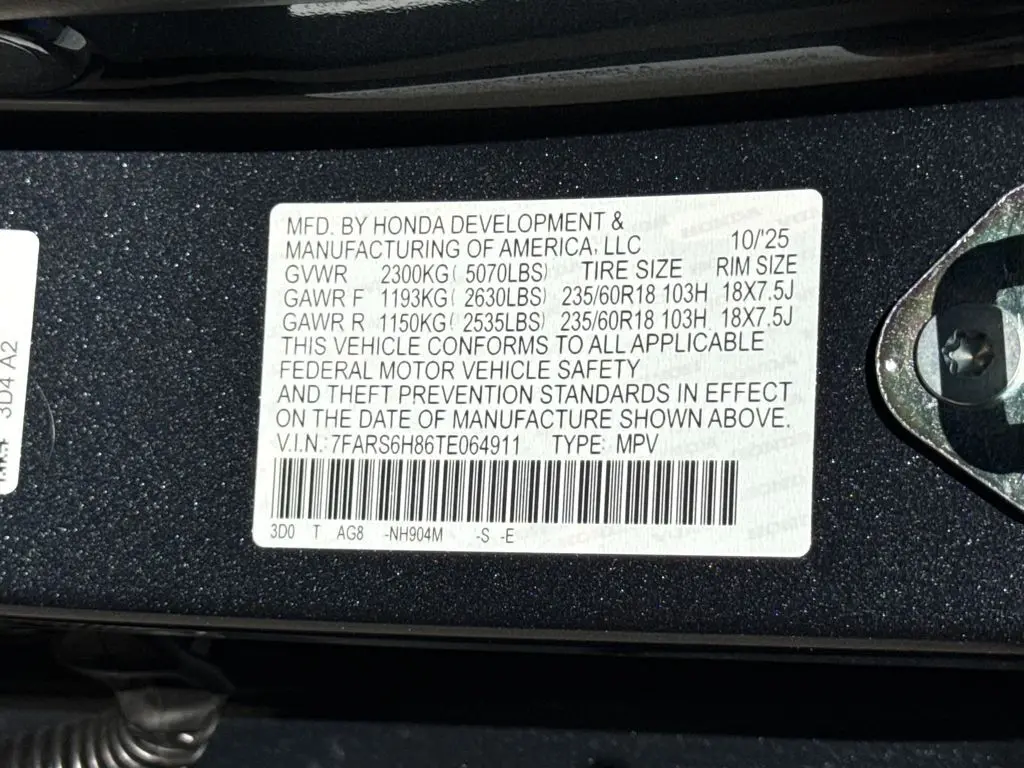 MFD. BY HONDA DEVELOPMENT &
MANUFACTURING OF AMERICA, LLC 10/'25
GVWR 2300KG( 5070LBS) TIRE SIZE RIM SIZE
GAWR F 1193KG( 2630LBS) 235/60R18 103H 18X7.5J
GAWR R 1150KG( 2535LBS) 235/60R18 103H 18X7.5J
THIS VEHICLE CONFORMS TO ALL APPLICABLE
FEDERAL MOTOR VEHICLE SAFETY
AND THEFT PREVENTION STANDARDS IN EFFECT
ON THE DATE OF MANUFACTURE SHOWN ABOVE.
V.I.N.: 7FARS6H86TE064911 TYPE: MPV
3D0 T AG8 -NH904M -S -E
3D4 A2